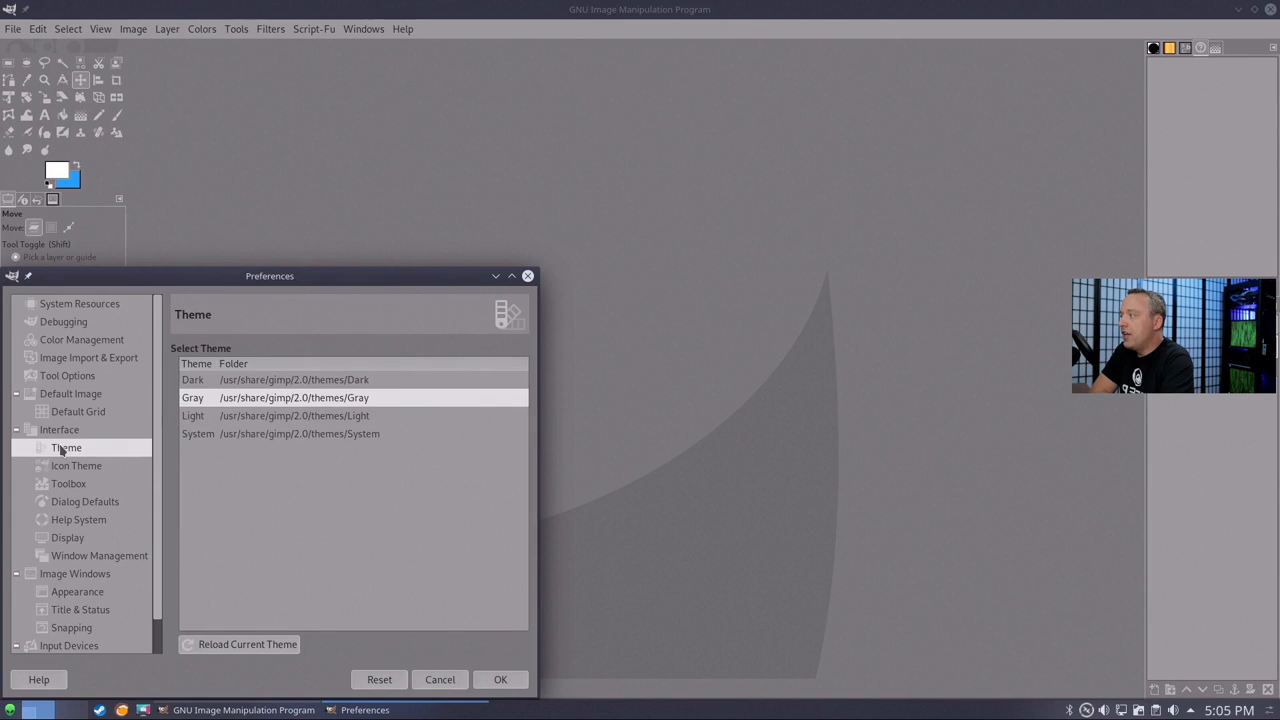 GNU Image Manipulation Program
File Edit Select View Image Layer Colors Tools Filters Script-Fu Windows Help
Move
Move:
Tool Toggle (Shift)
Pick a layer or guide
Preferences
System Resources
Debugging
Color Management
Image Import & Export
Tool Options
Default Image
Default Grid
Interface
Theme
Icon Theme
Toolbox
Dialog Defaults
Help System
Display
Window Management
Image Windows
Appearance
Title & Status
Snapping
Input Devices
Theme
Select Theme
Theme Folder
Dark /usr/share/gimp/2.0/themes/Dark
Gray /usr/share/gimp/2.0/themes/Gray
Light /usr/share/gimp/2.0/themes/Light
System /usr/share/gimp/2.0/themes/System
Reload Current Theme
Help Reset Cancel OK
GNU Image Manipulation Program Preferences 5:05 PM